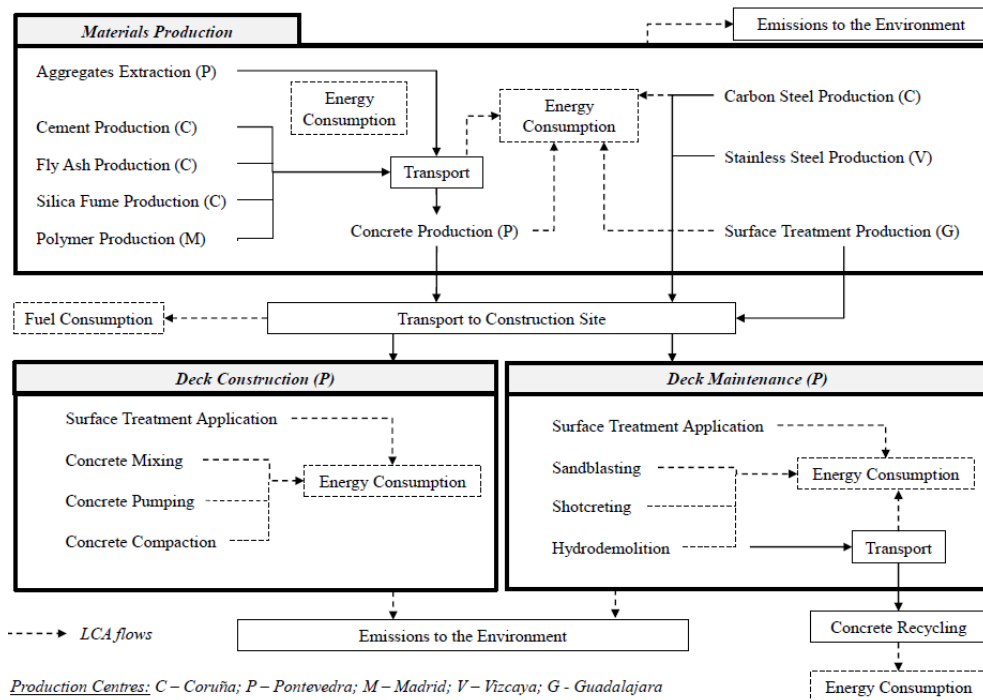 Materials Production
Emissions to the Environment
Aggregates Extraction (P)
Energy
Consumption
Energy
Consumption
Carbon Steel Production (C)
Cement Production (C)
Fly Ash Production (C)
Transport
Stainless Steel Production (V)
Silica Fume Production (C)
Polymer Production (M)
Concrete Production (P)
Surface Treatment Production (G)
Fuel Consumption
Transport to Construction Site
Deck Construction (P)
Surface Treatment Application
Concrete Mixing
Energy Consumption
Concrete Pumping
Concrete Compaction
Deck Maintenance (P)
Surface Treatment Application
Sandblasting
Energy Consumption
Shotcreting
Hydrodemolition
Transport
LCA flows
Emissions to the Environment
Concrete Recycling
Energy Consumption
Production Centres: C – Coruña; P – Pontevedra; M – Madrid; V – Vizcaya; G - Guadalajara